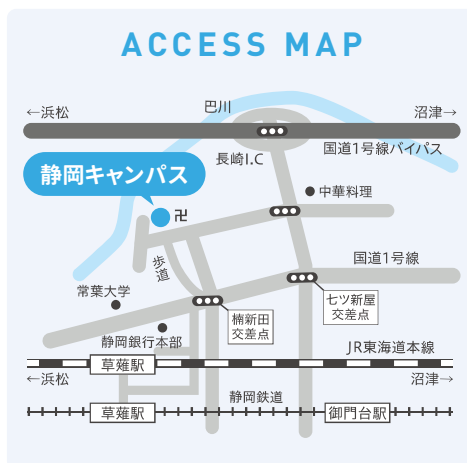 ACCESS MAP
←浜松
巴川
沼津→
長崎I.C
国道1号線バイパス
静岡キャンパス
中華料理
卍
歩道
国道1号線
常葉大学
七ツ新屋
交差点
楠新田
交差点
静岡銀行本部
JR東海道本線
草薙駅
←浜松
沼津→
静岡鉄道
草薙駅
御門台駅